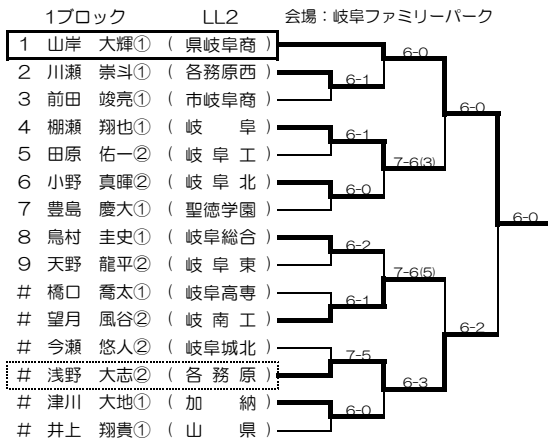 1ブロック LL2 会場：岐阜ファミリーパーク
1 山岸 大輝① ( 県岐阜商 )
6-0
2 川瀬 崇斗① ( 各務原西 )
6-1
3 前田 竣亮① ( 市岐阜商 )
6-0
4 棚瀬 翔也① ( 岐 阜 )
6-1
5 田原 佑一② ( 岐 阜 工 )
7-6(3)
6 小野 真暉② ( 岐 阜 北 )
6-0
7 豊島 慶大① ( 聖徳学園 )
6-0
8 鳥村 圭史① ( 岐阜総合 )
6-2
9 天野 龍平② ( 岐 阜 東 )
7-6(5)
# 橋口 喬太① ( 岐阜高専 )
6-1
# 望月 風谷② ( 岐 南 工 )
6-2
# 今瀬 悠人② ( 岐阜城北 )
7-5
# 浅野 大志② ( 各 務 原 )
6-3
# 津川 大地① ( 加 納 )
6-0
# 井上 翔貴① ( 山 県 )